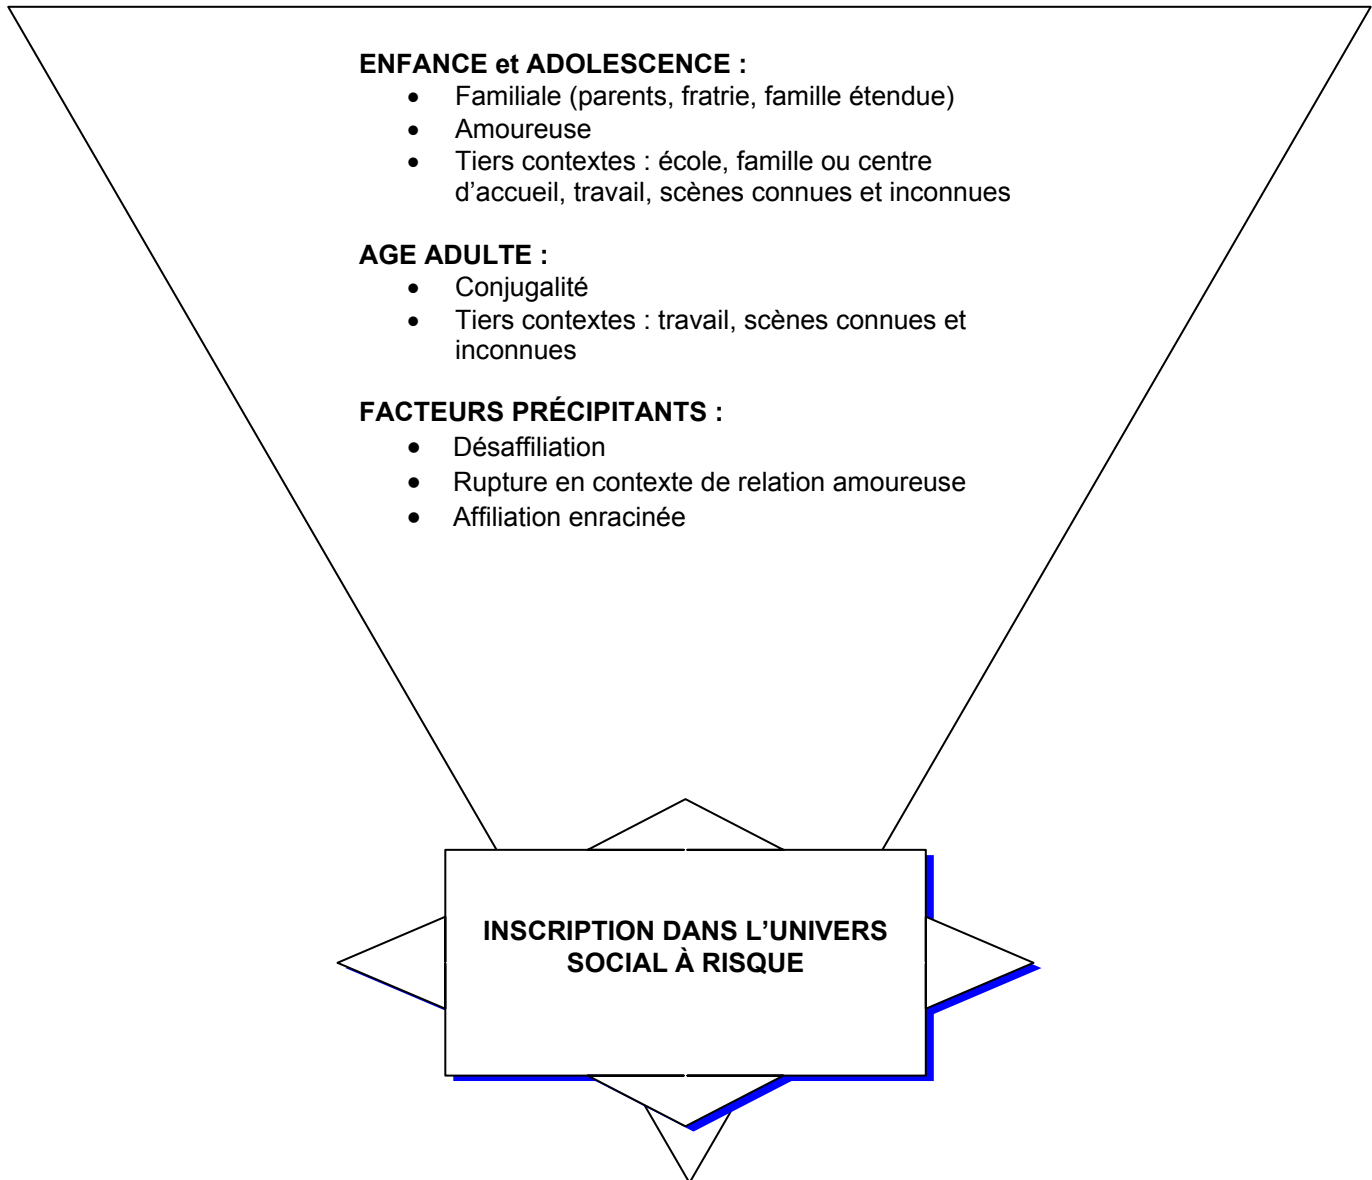 ENFANCE et ADOLESCENCE :
• Familiale (parents, fratrie, famille étendue)
• Amoureuse
• Tiers contextes : école, famille ou centre
d’accueil, travail, scènes connues et inconnues
AGE ADULTE :
• Conjugalité
• Tiers contextes : travail, scènes connues et
inconnues
FACTEURS PRÉCIPITANTS :
• Désaffiliation
• Rupture en contexte de relation amoureuse
• Affiliation enracinée
INSCRIPTION DANS L’UNIVERS
SOCIAL À RISQUE